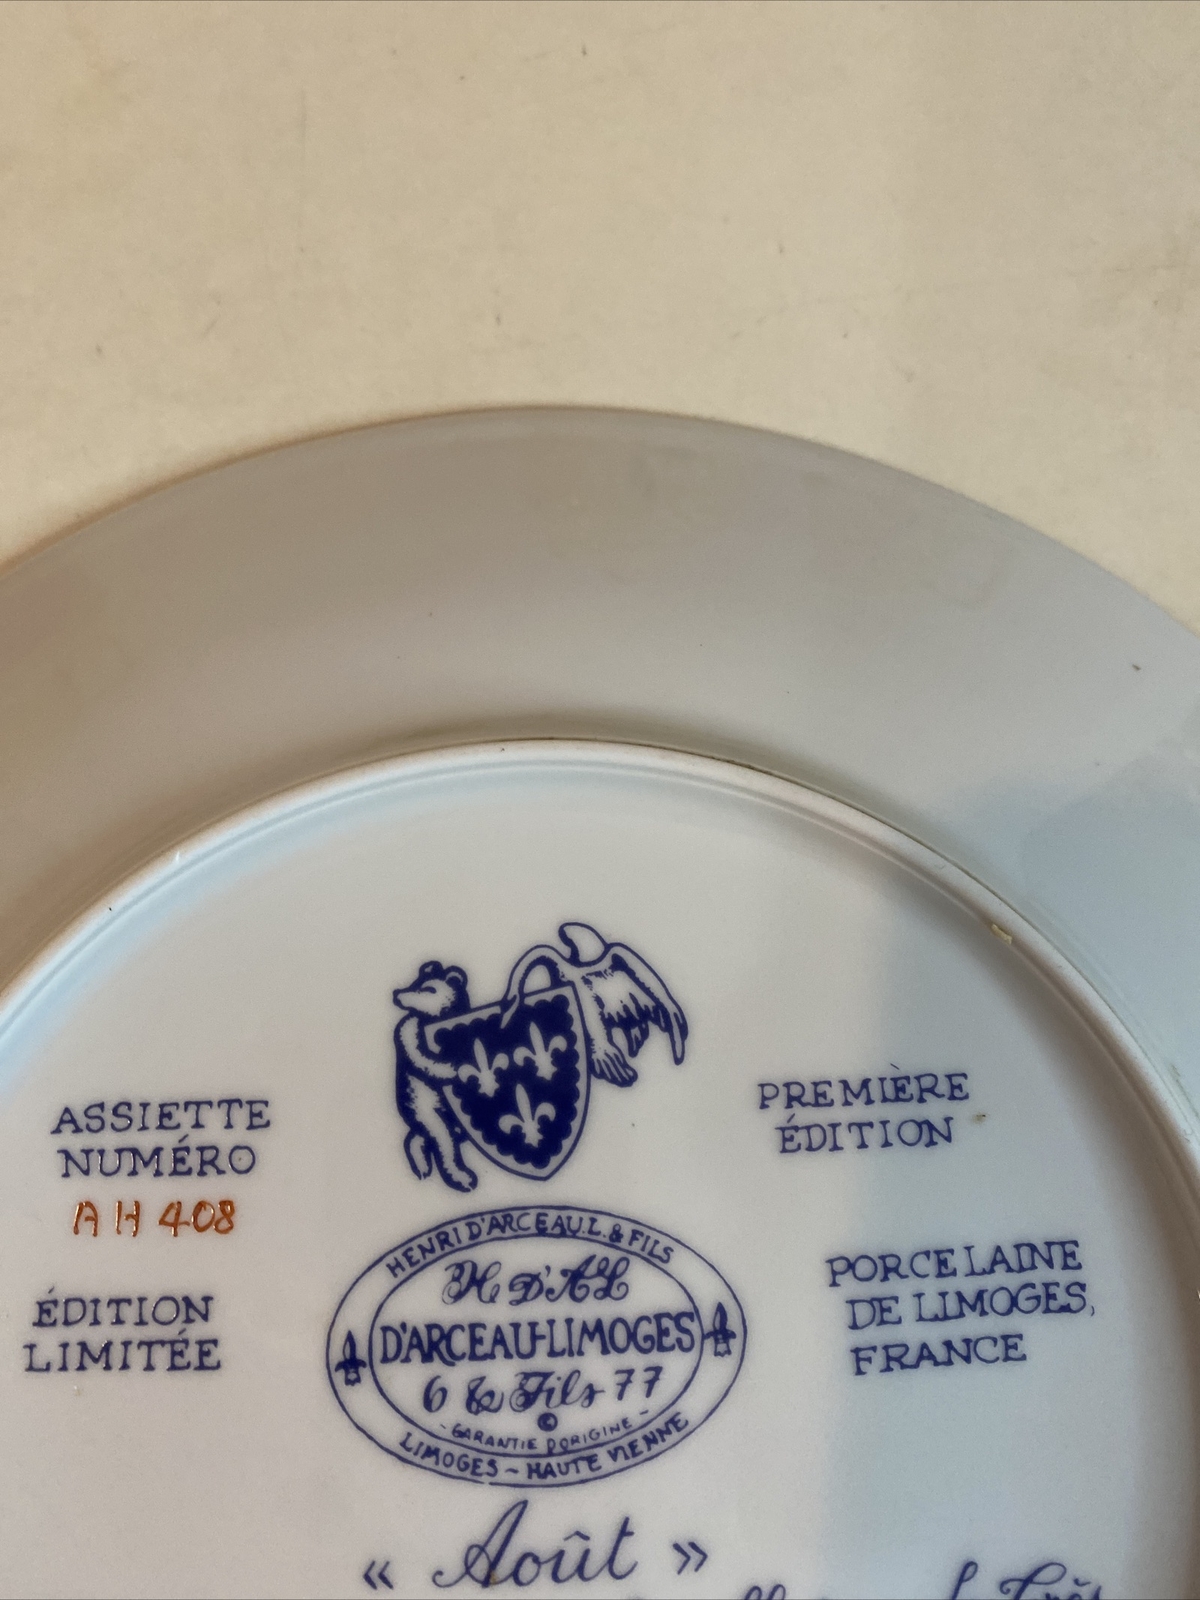 ASSIETTE
NUMÉRO
AH 408
ÉDITION
LIMITÉE
PREMIÈRE
ÉDITION
PORCELAINE
DE LIMOGES,
FRANCE
HENRI D'ARCEAU.L. & FILS
H D'AL
D'ARCEAU-LIMOGES
6 & Fils 77
©
- GARANTIE D'ORIGINE -
LIMOGES ~ HAUTE VIENNE
« Août »